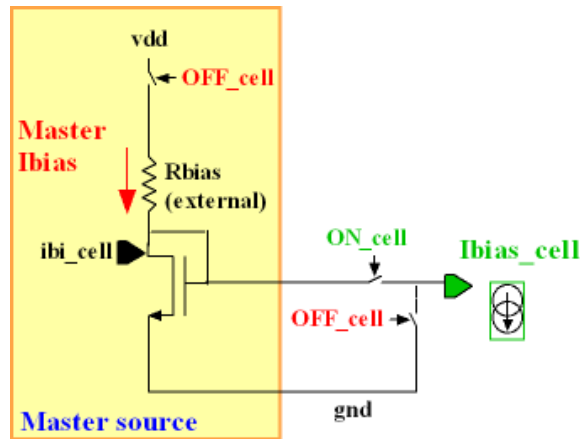 vdd
OFF_cell
Master
Ibias
Rbias
(external)
ibi_cell
ON_cell
Ibias_cell
OFF_cell
gnd
Master source